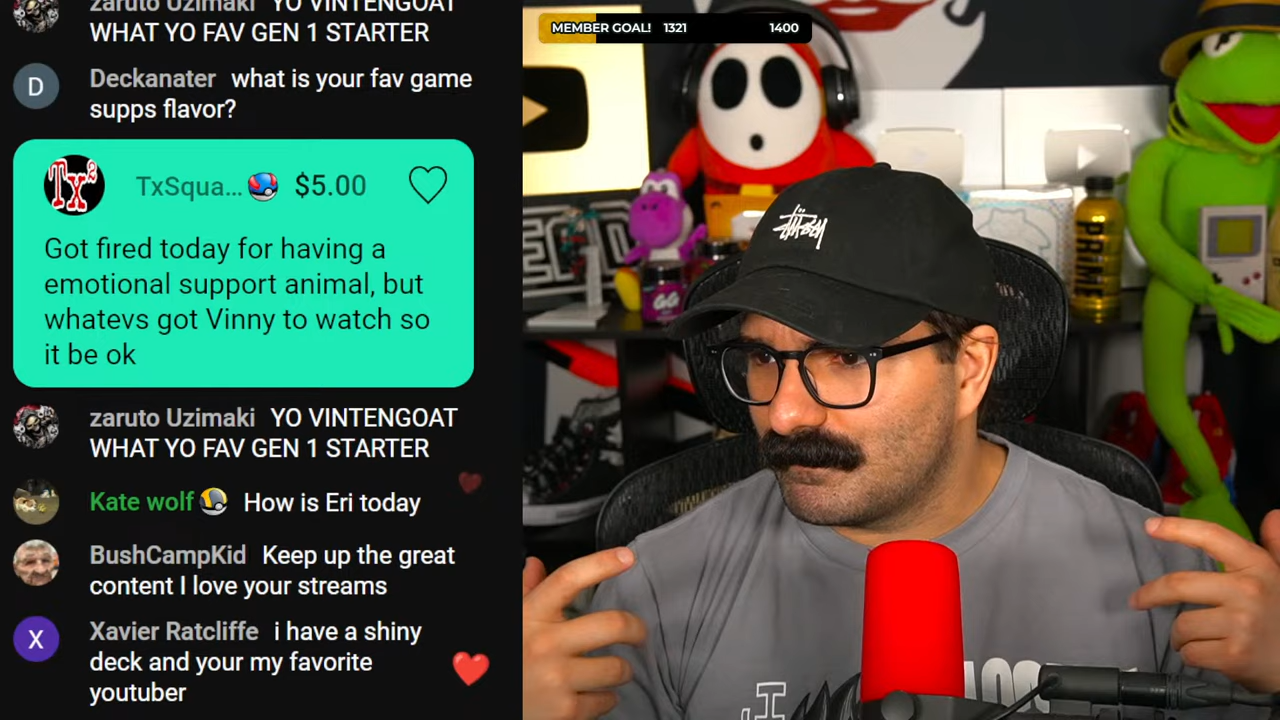 zaruto Uzimaki YO VINTENGOAT
WHAT YO FAV GEN 1 STARTER
D Deckanater what is your fav game
supps flavor?
Tx2 TxSqua... $5.00
Got fired today for having a
emotional support animal, but
whatevs got Vinny to watch so
it be ok
zaruto Uzimaki YO VINTENGOAT
WHAT YO FAV GEN 1 STARTER
Kate wolf How is Eri today
BushCampKid Keep up the great
content I love your streams
X Xavier Ratcliffe i have a shiny
deck and your my favorite
youtuber
MEMBER GOAL! 1321 1400
Stüssy
PRIME
GG